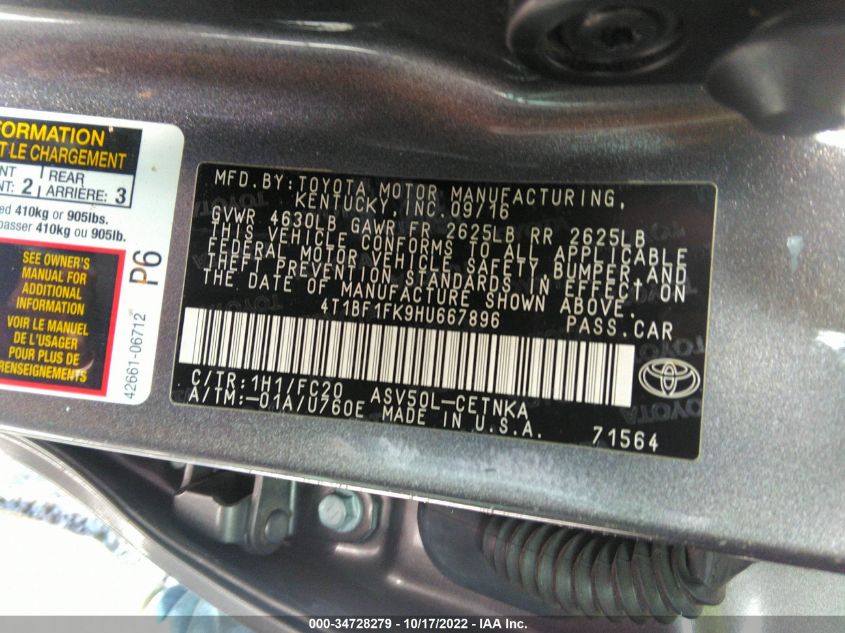 FORMATION
T LE CHARGEMENT
NT 2 REAR
NT: ARRIÈRE: 3
ed 410kg or 905lbs.
passer 410kg ou 905lb.
SEE OWNER'S
MANUAL FOR
ADDITIONAL
INFORMATION
VOIR LE MANUEL
DE L'USAGER
POUR PLUS DE
RENSEIGNEMENTS
P6
42661-06712
MFD.BY:TOYOTA MOTOR MANUFACTURING,
KENTUCKY,INC.09/16
GVWR 4630LB GAWR FR 2625LB RR 2625LB
THIS VEHICLE CONFORMS TO ALL APPLICABLE
FEDERAL MOTOR VEHICLE SAFETY,BUMPER,AND
THEFT PREVENTION STANDARDS IN EFFECT ON
THE DATE OF MANUFACTURE SHOWN ABOVE.
4T1BF1FK9HU667896 PASS.CAR
C/TR:1H1/FC20 ASV50L-CETNKA
A/TM:-01A/U760E MADE IN U.S.A. 71564
000-34728279 - 10/17/2022 - IAA Inc.